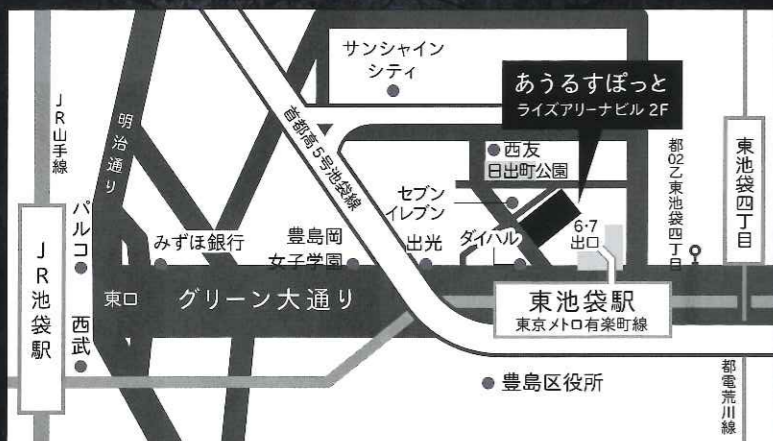 サンシャイン
シティ
あうるすぽっと
ライズアリーナビル 2F
JR山手線
明治通り
首都高5号池袋線
西友
日出町公園
セブン
イレブン
都02乙東池袋四丁目
東池袋四丁目
JR池袋駅
パルコ
西武
東口
みずほ銀行
豊島岡
女子学園
出光
ダイハル
6・7
出口
グリーン大通り
東池袋駅
東京メトロ有楽町線
豊島区役所
都電荒川線